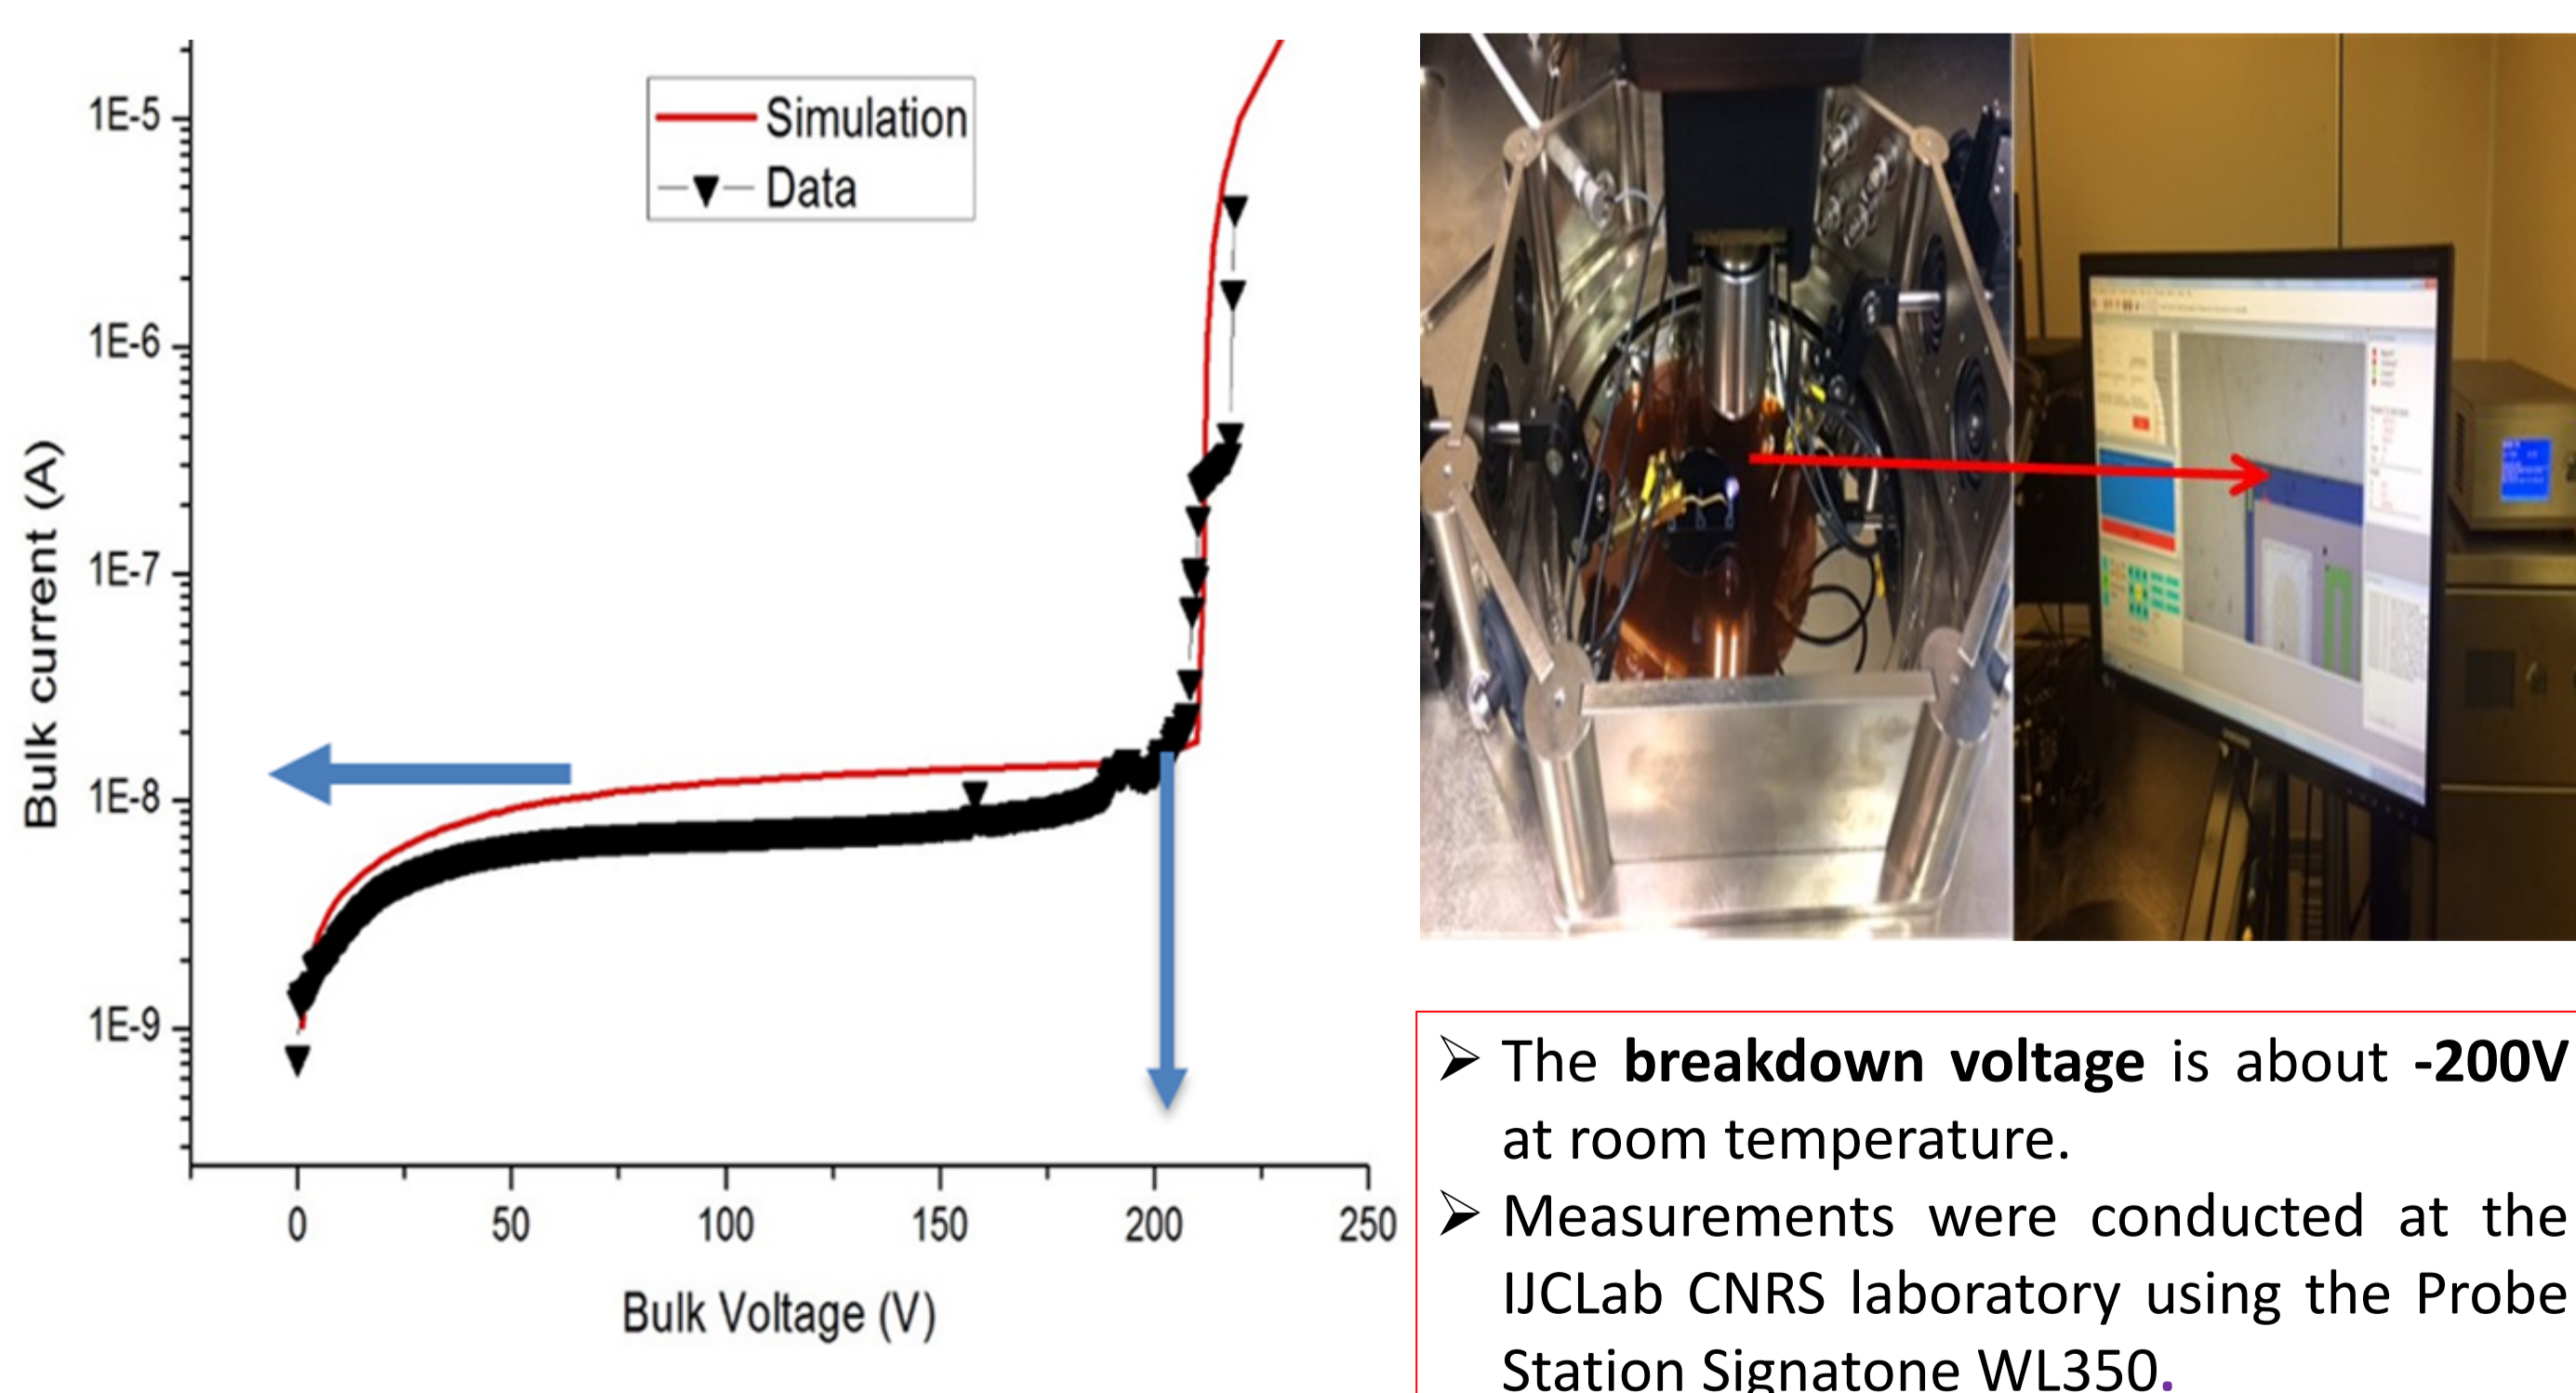 1E-5
1E-6
1E-7
1E-8
1E-9
Bulk current (A)
Simulation
Data
0 50 100 150 200 250
Bulk Voltage (V)
➢ The breakdown voltage is about -200V
at room temperature.
➢ Measurements were conducted at the
IJCLab CNRS laboratory using the Probe
Station Signatone WL350.